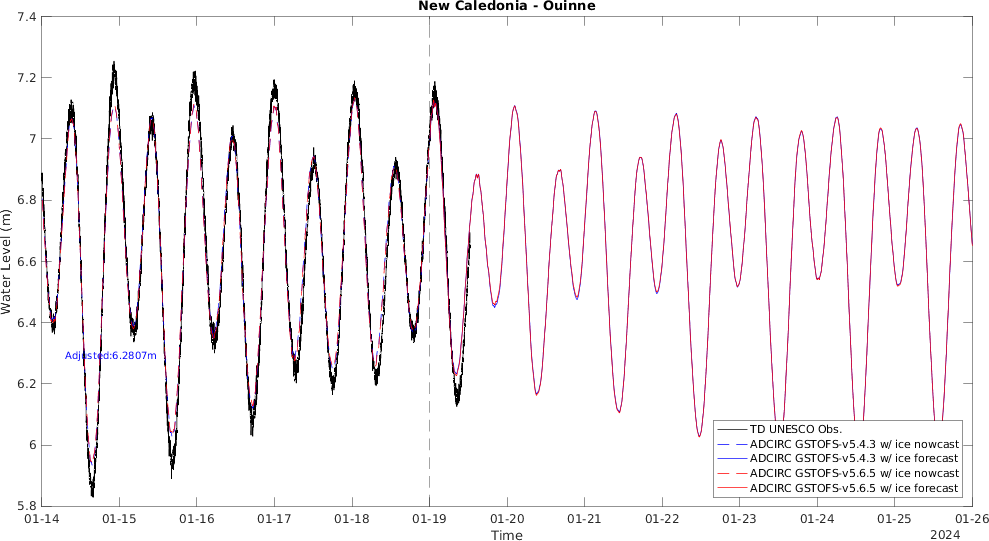 New Caledonia - Ouinne
7.4
7.2
7
6.8
6.6
6.4
6.2
6
5.8
Water Level (m)
Adjusted:6.2807m
TD UNESCO Obs.
ADCIRC GSTOFS-v5.4.3 w/ ice nowcast
ADCIRC GSTOFS-v5.4.3 w/ ice forecast
ADCIRC GSTOFS-v5.6.5 w/ ice nowcast
ADCIRC GSTOFS-v5.6.5 w/ ice forecast
01-14 01-15 01-16 01-17 01-18 01-19 01-20 01-21 01-22 01-23 01-24 01-25 01-26
Time
2024